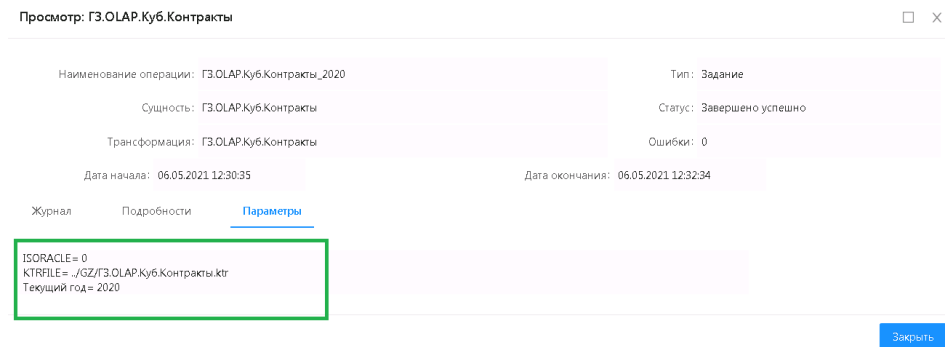 Просмотр: ГЗ.OLAP.Куб.Контракты
Наименование операции: ГЗ.OLAP.Куб.Контракты_2020 Тип: Задание
Сущность: ГЗ.OLAP.Куб.Контракты Статус: Завершено успешно
Трансформация: ГЗ.OLAP.Куб.Контракты Ошибки: 0
Дата начала: 06.05.2021 12:30:35 Дата окончания: 06.05.2021 12:32:34
Журнал Подробности Параметры
ISORACLE= 0
KTRFILE= ../GZ/ГЗ.OLAP.Куб.Контракты.ktr
Текущий год= 2020
Закрыть